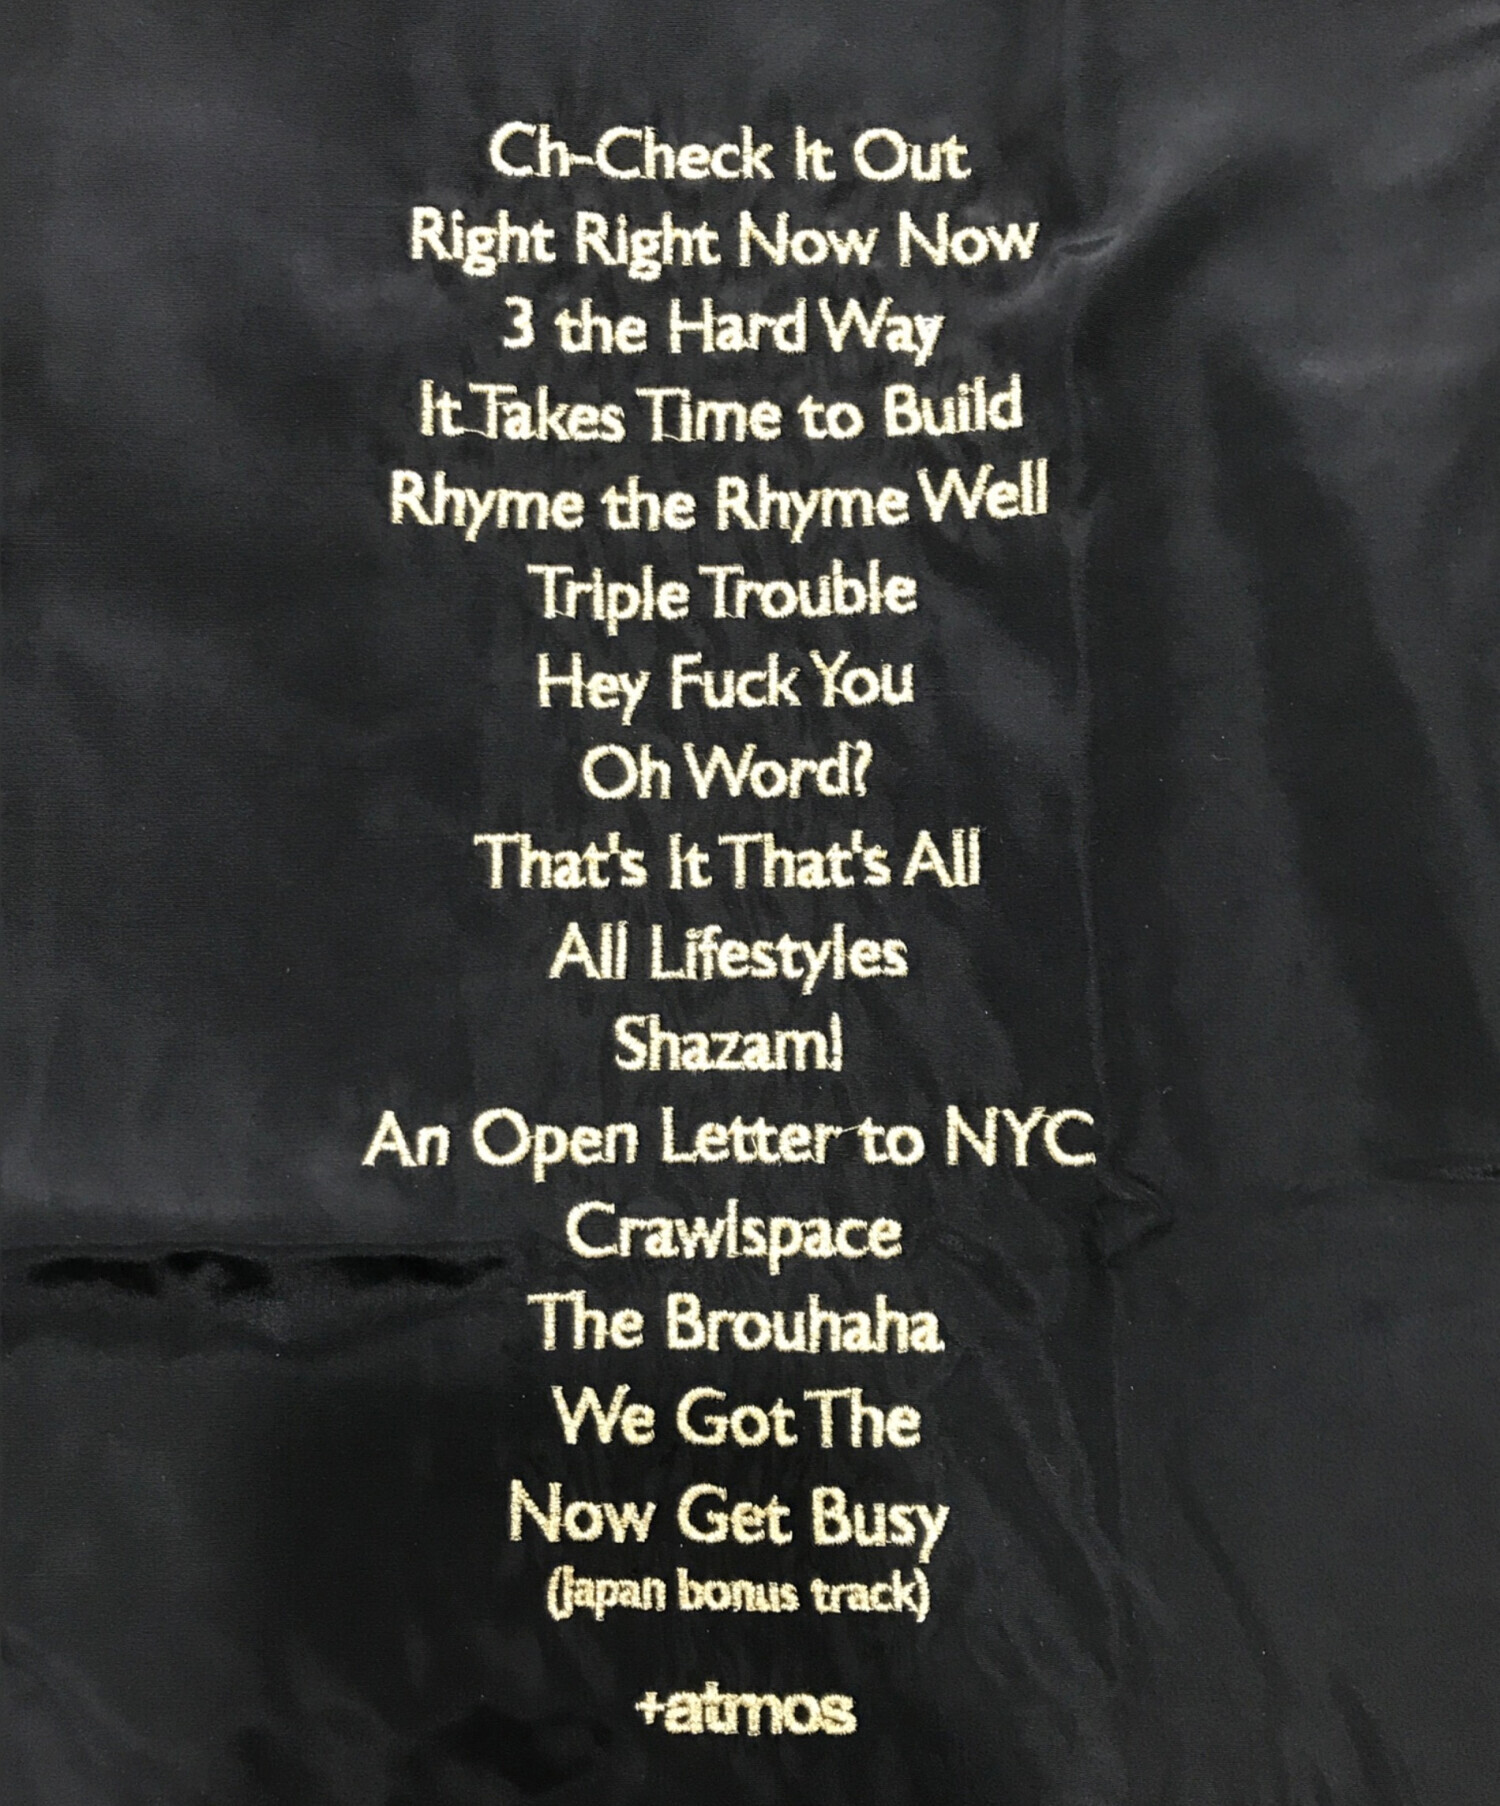 Ch-Check It Out
Right Right Now Now
3 the Hard Way
It Takes Time to Build
Rhyme the Rhyme Well
Triple Trouble
Hey Fuck You
Oh Word?
That's It That's All
All Lifestyles
Shazam!
An Open Letter to NYC
Crawlspace
The Brouhaha
We Got The
Now Get Busy
(Japan bonus track)
+atmos